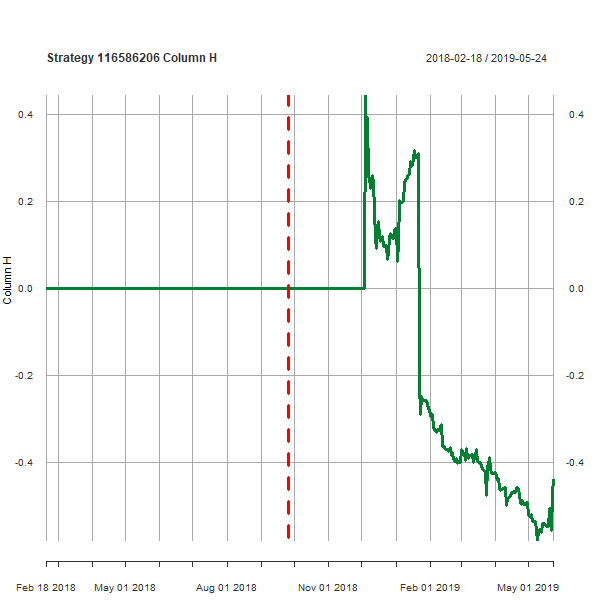 Strategy 116586206 Column H
2018-02-18 / 2019-05-24
0.4
0.4
0.2
0.2
0.0
0.0
-0.2
-0.2
-0.4
-0.4
Column H
Feb 18 2018
May 01 2018
Aug 01 2018
Nov 01 2018
Feb 01 2019
May 01 2019